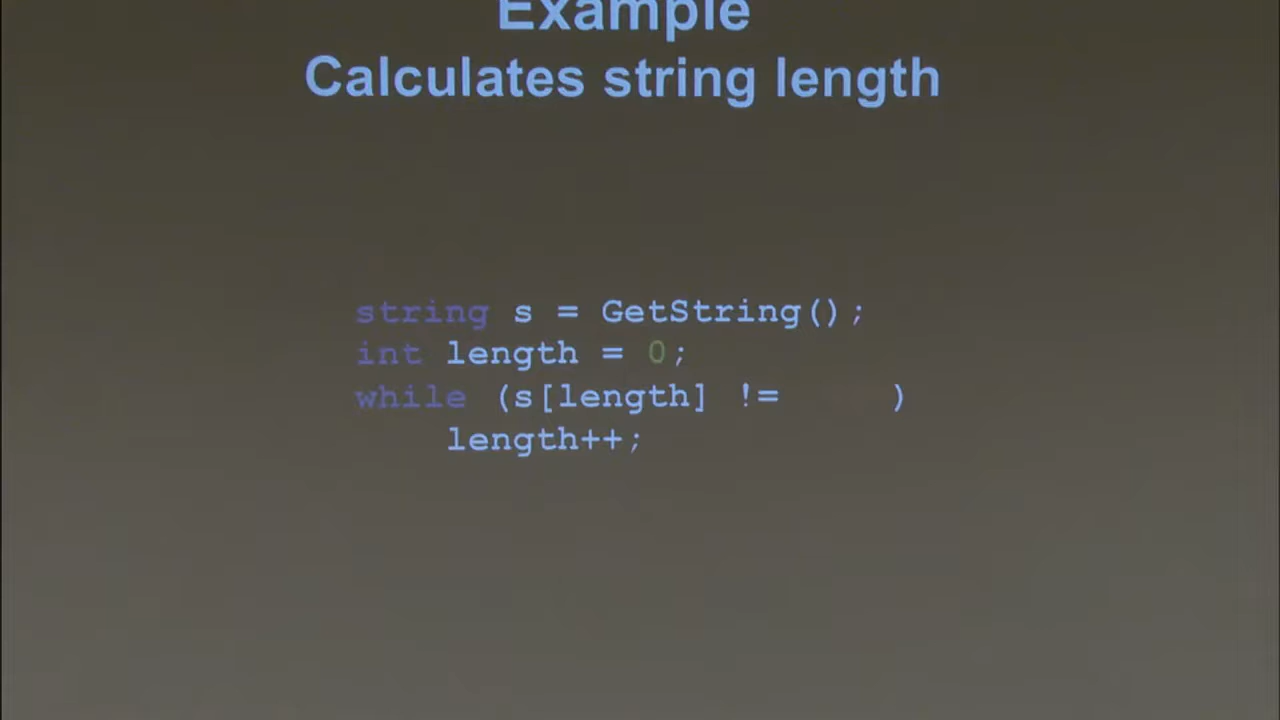 Example
Calculates string length
string s = GetString();
int length = 0;
while (s[length] != )
length++;